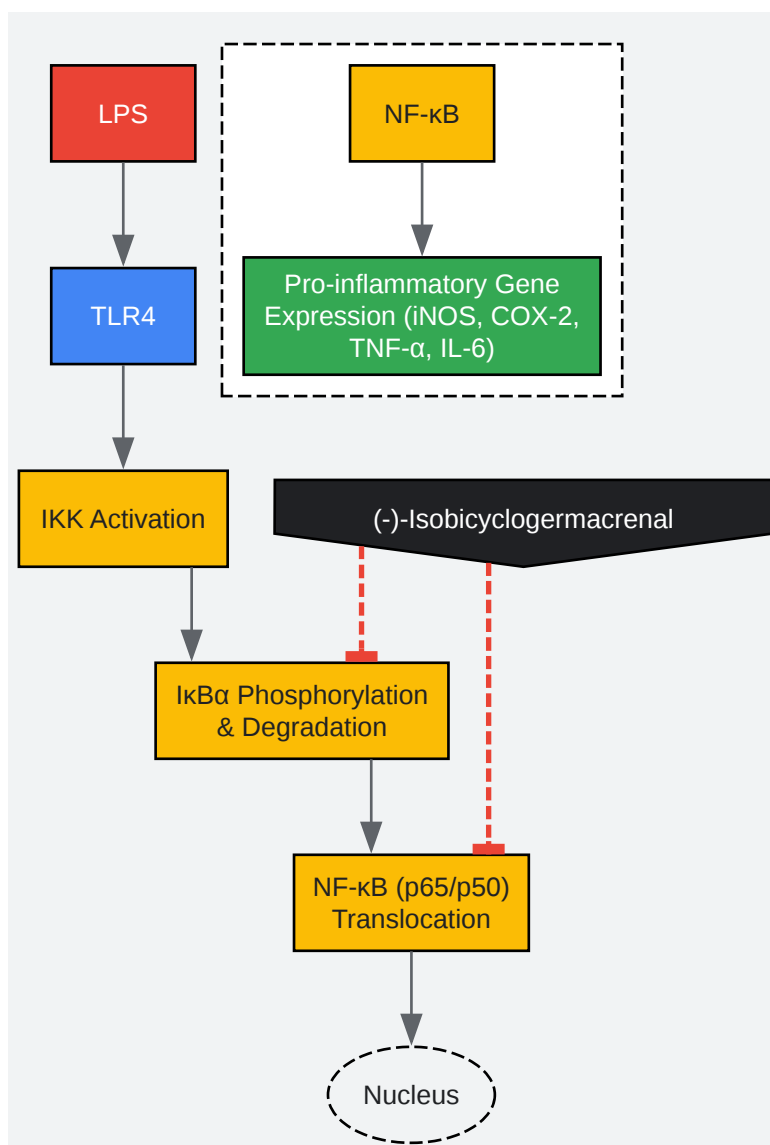 LPS
NF-κB
TLR4
Pro-inflammatory Gene
Expression (iNOS, COX-2,
TNF-α, IL-6)
IKK Activation
(-)-Isobicyclogermacrenal
IκBα Phosphorylation
& Degradation
NF-κB (p65/p50)
Translocation
Nucleus